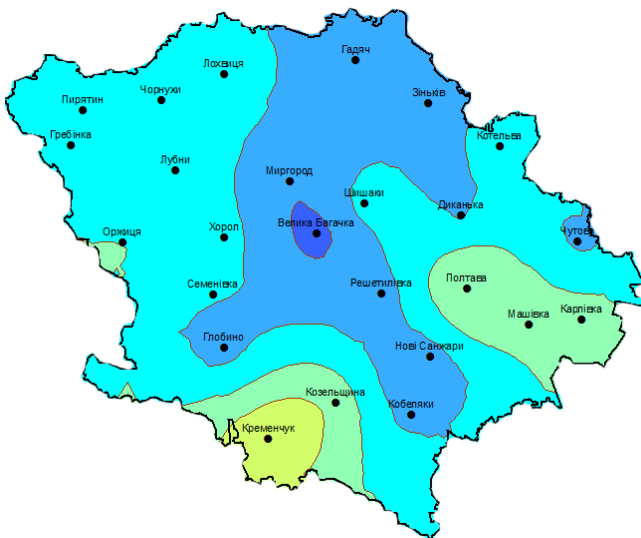 Гадяч
Лохвиця
Чорнухи
Зіньків
Пирятин
Гребінка
Котельва
Лубни
Миргород
Шишаки
Диканька
Велика Багачка
Хорол
Оржиця
Чутове
Полтава
Семенівка
Решетилівка
Машівка
Карлівка
Глобино
Нові Санжари
Козельщина
Кобеляки
Кременчук